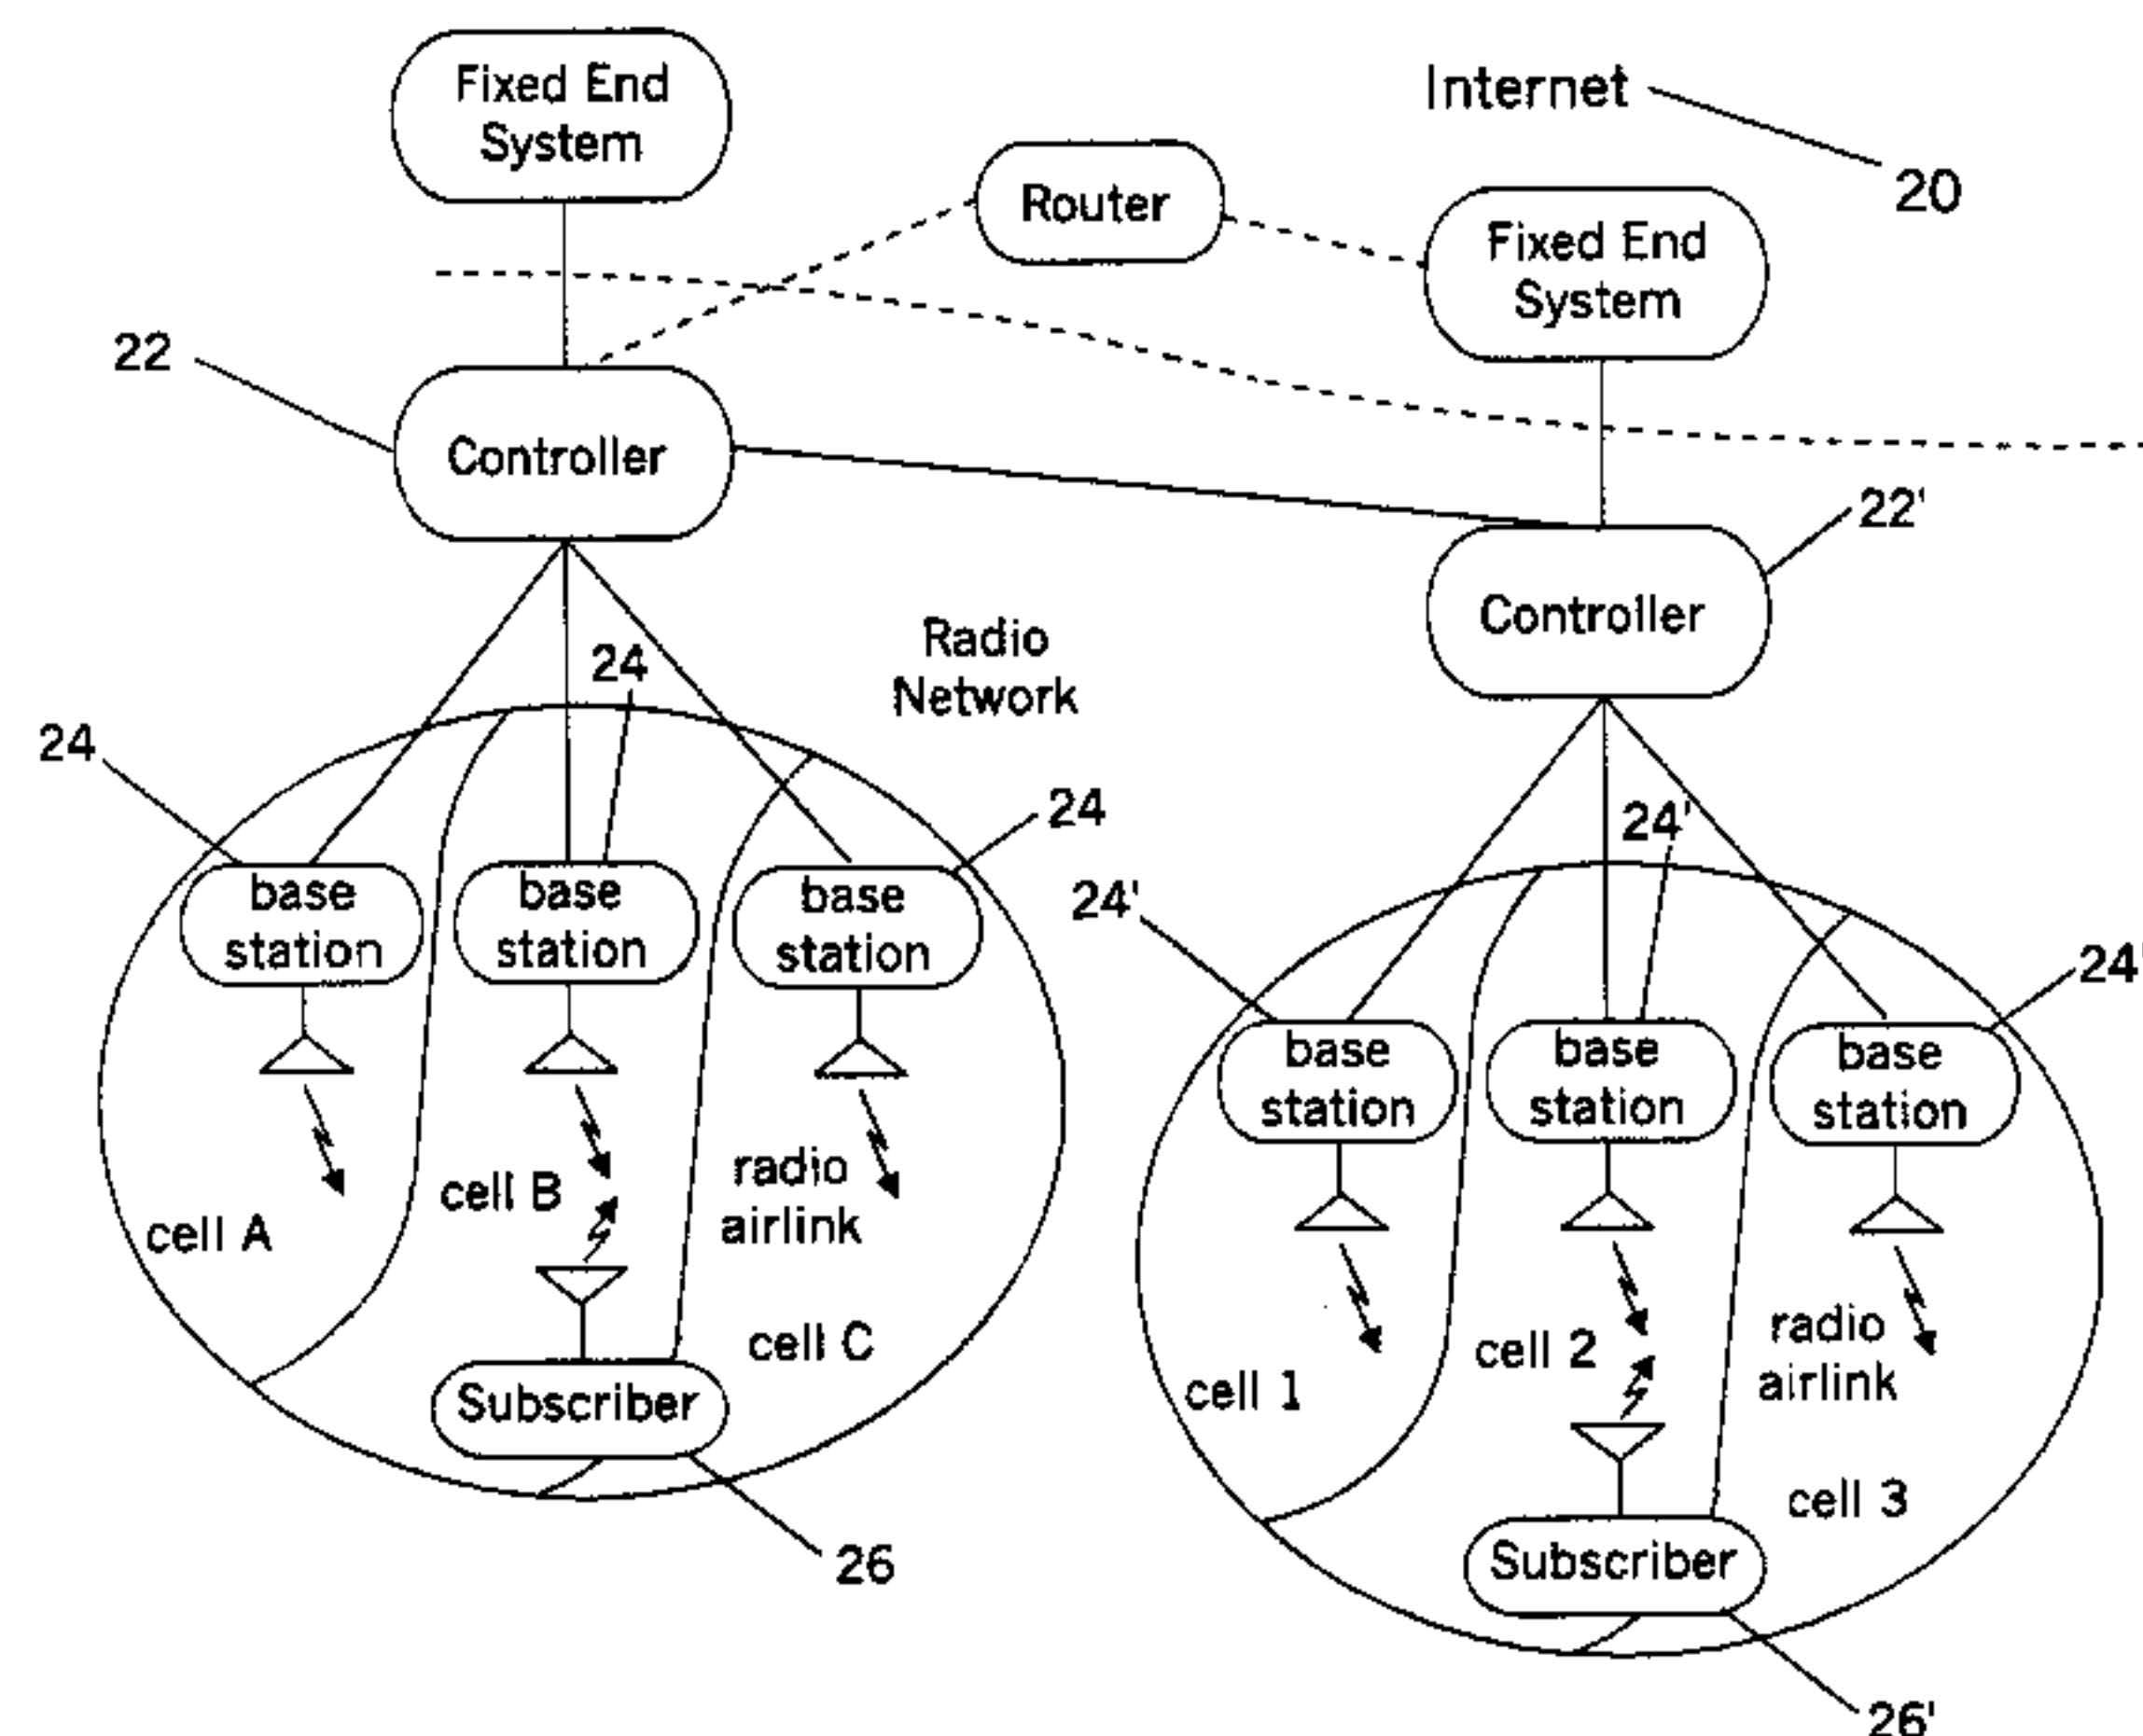 Fixed End
System
Internet
20
Router
Fixed End
System
22
Controller
22'
Controller
Radio
Network
24
24
24
24'
24'
24'
base
station
base
station
base
station
base
station
base
station
base
station
cell A
cell B
radio
airlink
cell C
Subscriber
26
cell 1
cell 2
radio
airlink
cell 3
Subscriber
26'